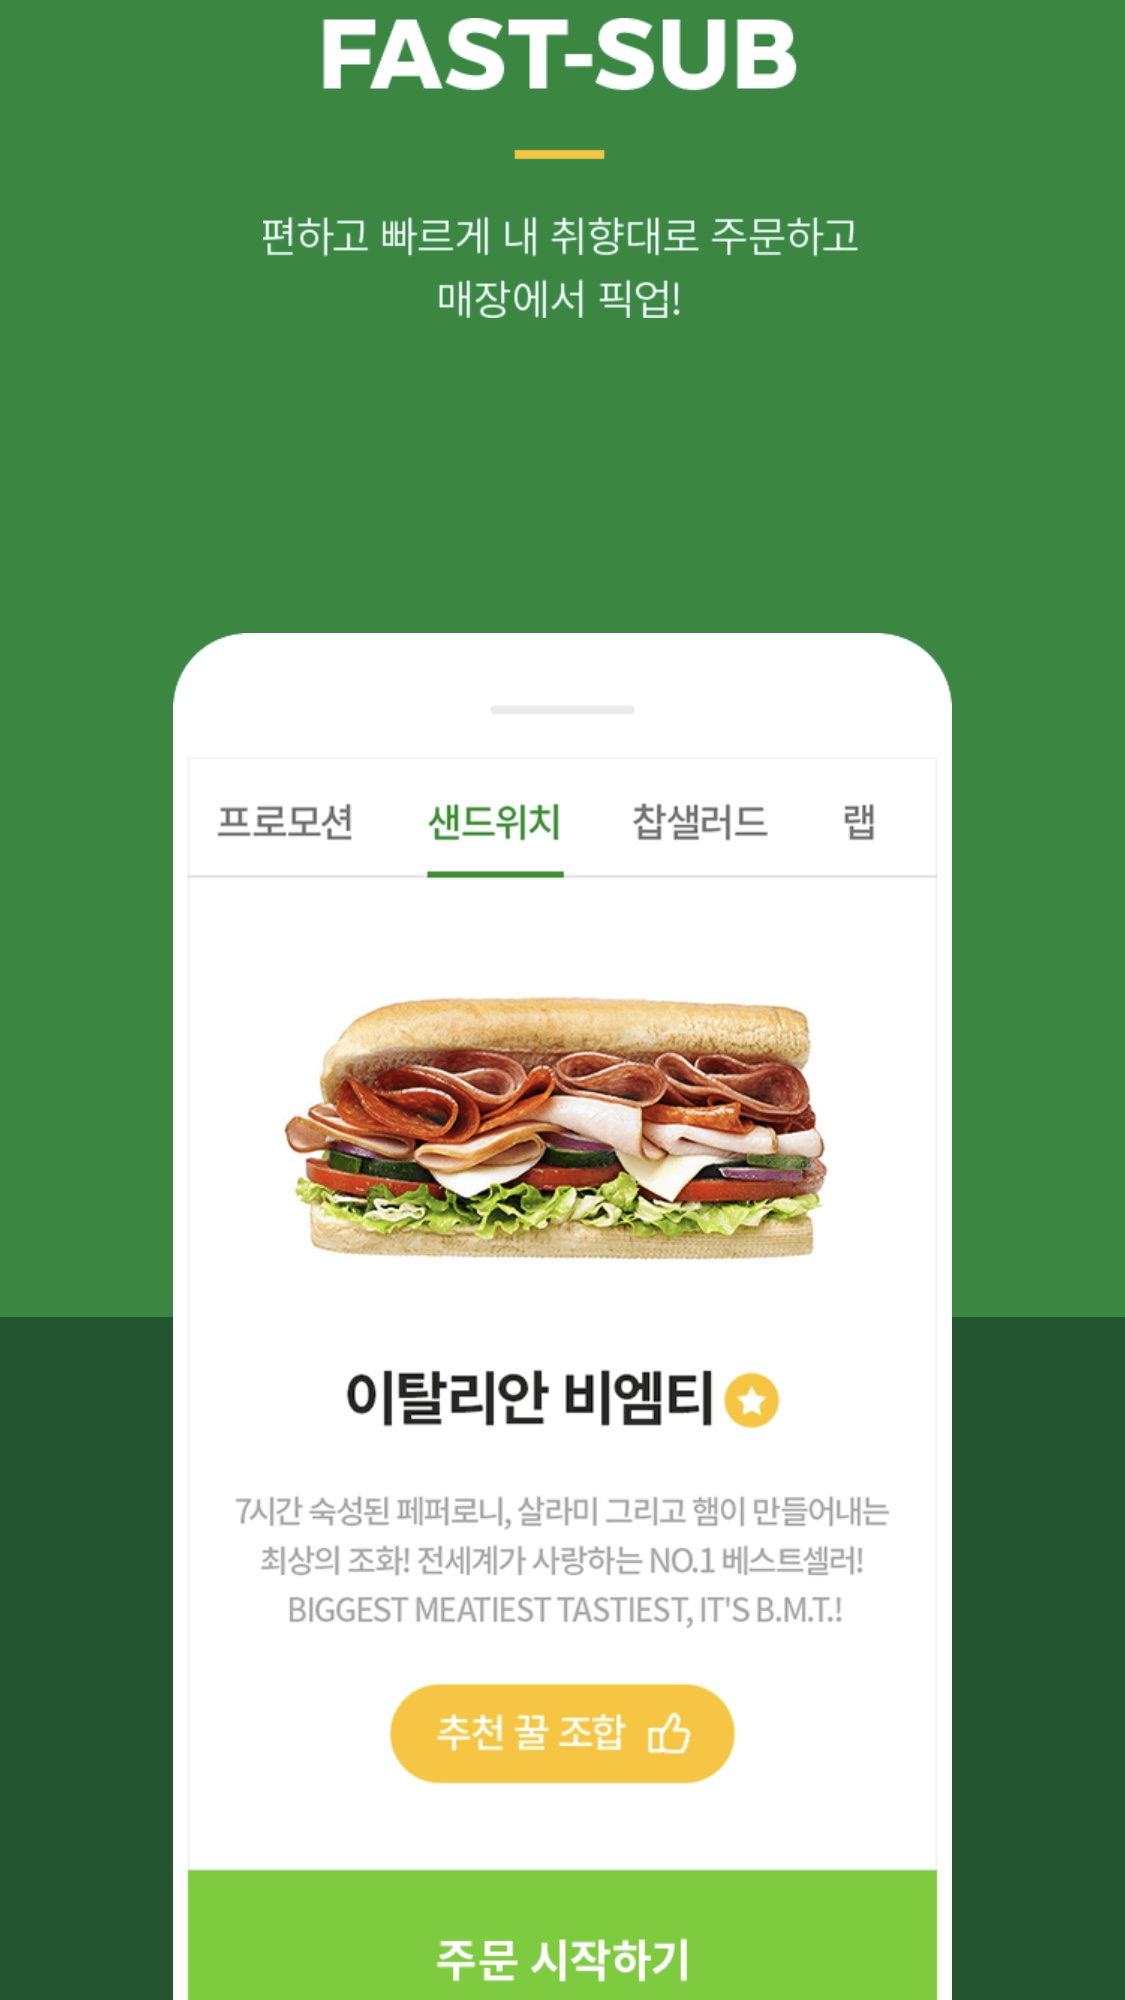 FAST-SUB
편하고 빠르게 내 취향대로 주문하고
매장에서 픽업!
프로모션 샌드위치 찹샐러드 랩
이탈리안 비엠티
7시간 숙성된 페퍼로니, 살라미 그리고 햄이 만들어내는
최상의 조화! 전세계가 사랑하는 NO.1 베스트셀러!
BIGGEST MEATIEST TASTIEST, IT'S B.M.T.!
추천 꿀 조합
주문 시작하기